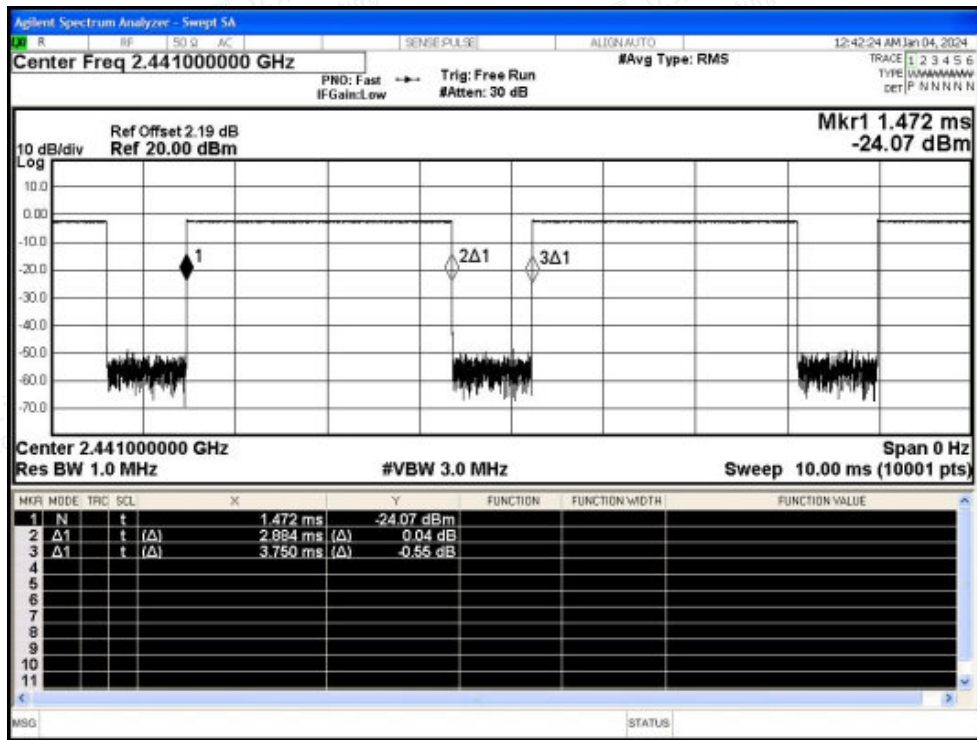 Agilent Spectrum Analyzer - Swept SA
R RF 50 Ω AC SENSE:PULSE ALIGNAUTO 12:42:24 AM Jan 04, 2024
Center Freq 2.441000000 GHz #Avg Type: RMS TRACE 1 2 3 4 5 6
PNO: Fast Trig: Free Run TYPE
IFGain:Low #Atten: 30 dB DET P N N N N N
Mkr1 1.472 ms
Ref Offset 2.19 dB
10 dB/div Ref 20.00 dBm -24.07 dBm
Log
10.0
0.00
-10.0
1 2Δ1 3Δ1
-20.0
-30.0
-40.0
-50.0
-60.0
-70.0
Center 2.441000000 GHz Span 0 Hz
Res BW 1.0 MHz #VBW 3.0 MHz Sweep 10.00 ms (10001 pts)
MKR MODE TRC SCL X Y FUNCTION FUNCTION WIDTH FUNCTION VALUE
1 N t 1.472 ms -24.07 dBm
2 Δ1 t (Δ) 2.884 ms (Δ) 0.04 dB
3 Δ1 t (Δ) 3.750 ms (Δ) -0.55 dB
4
5
6
7
8
9
10
11
MSG STATUS